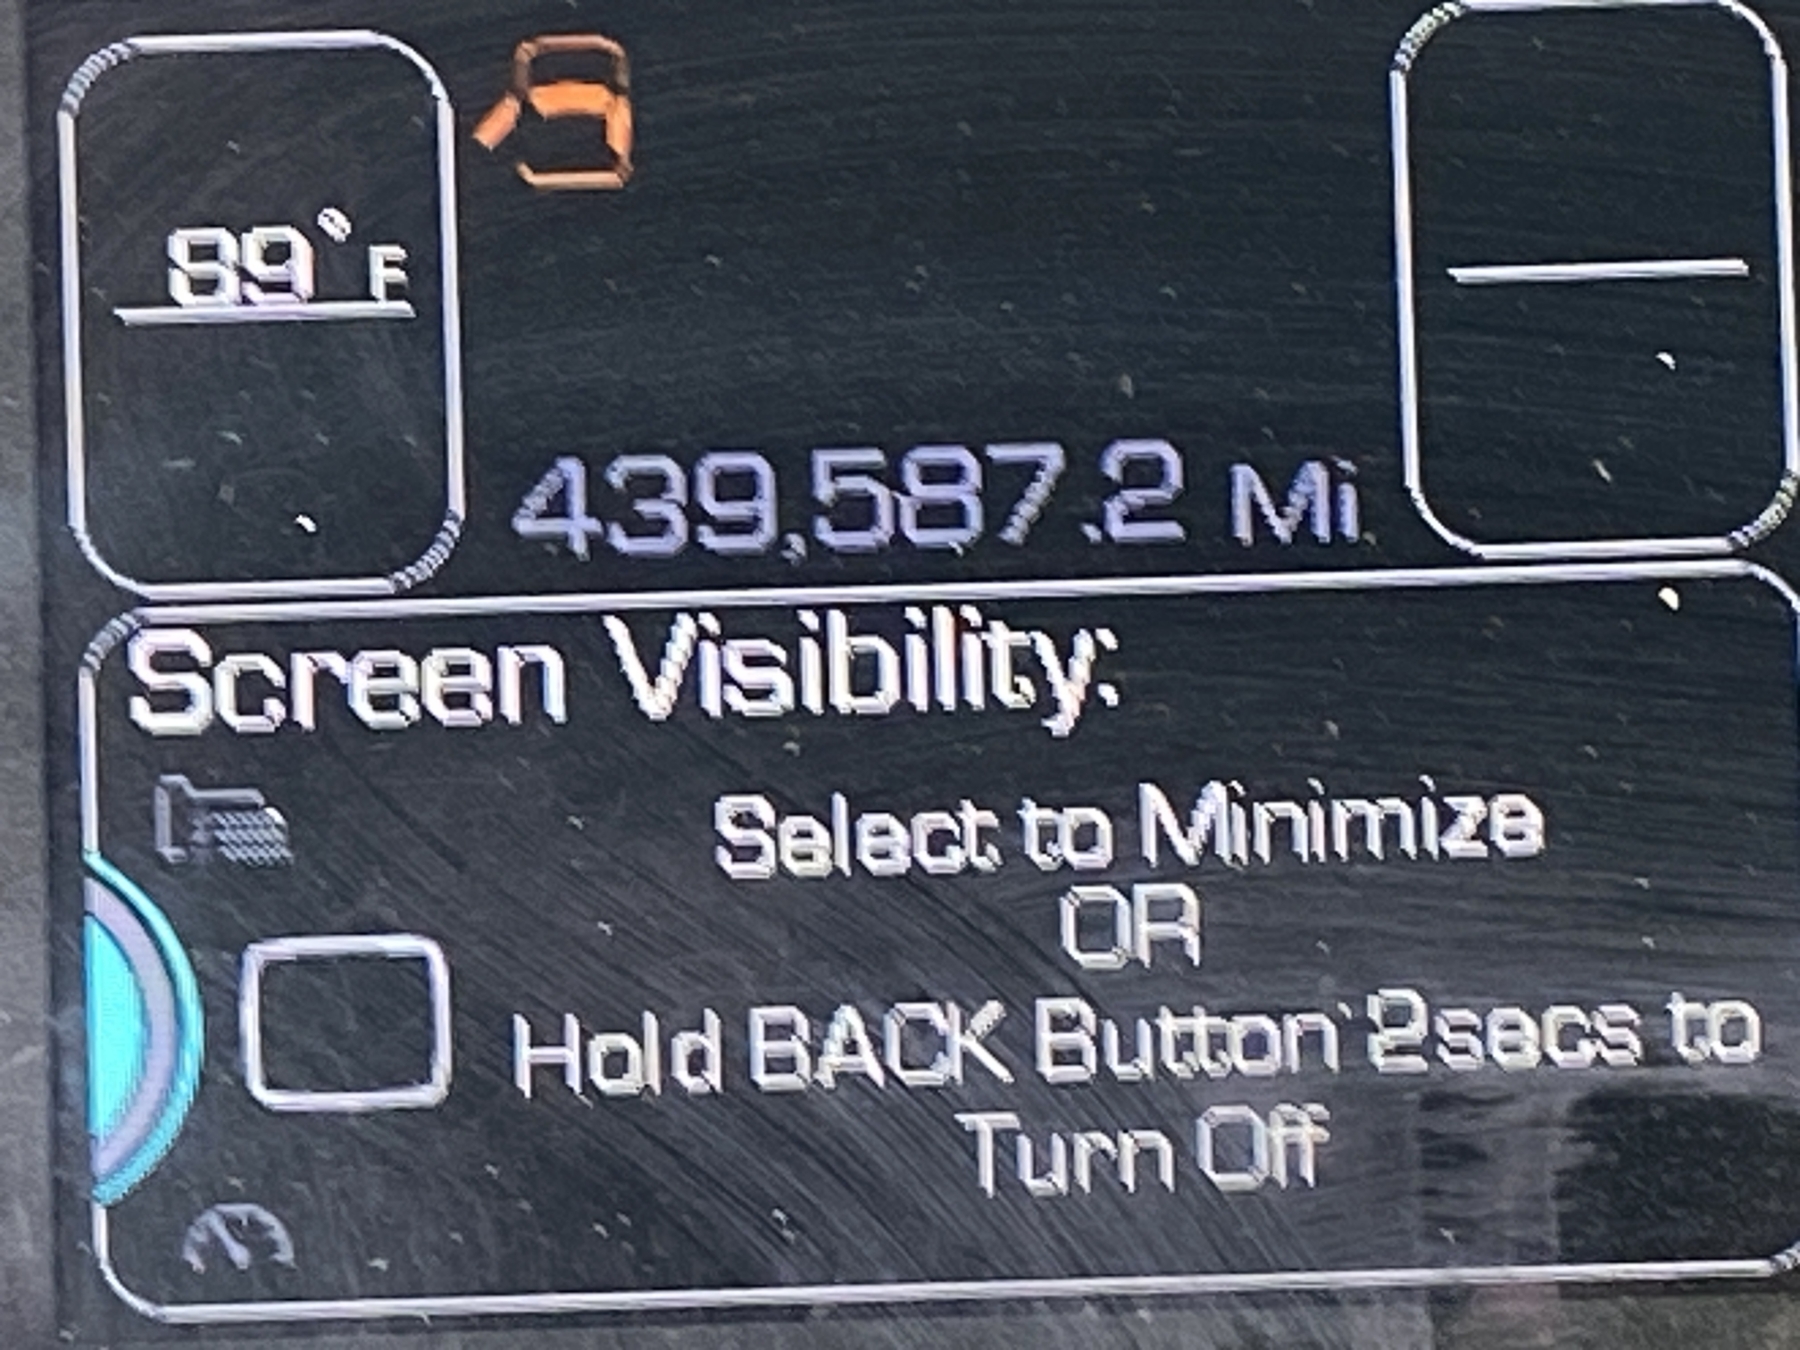 89°F
439,587.2 Mi
Screen Visibility:
Select to Minimize
OR
Hold BACK Button 2secs to
Turn Off